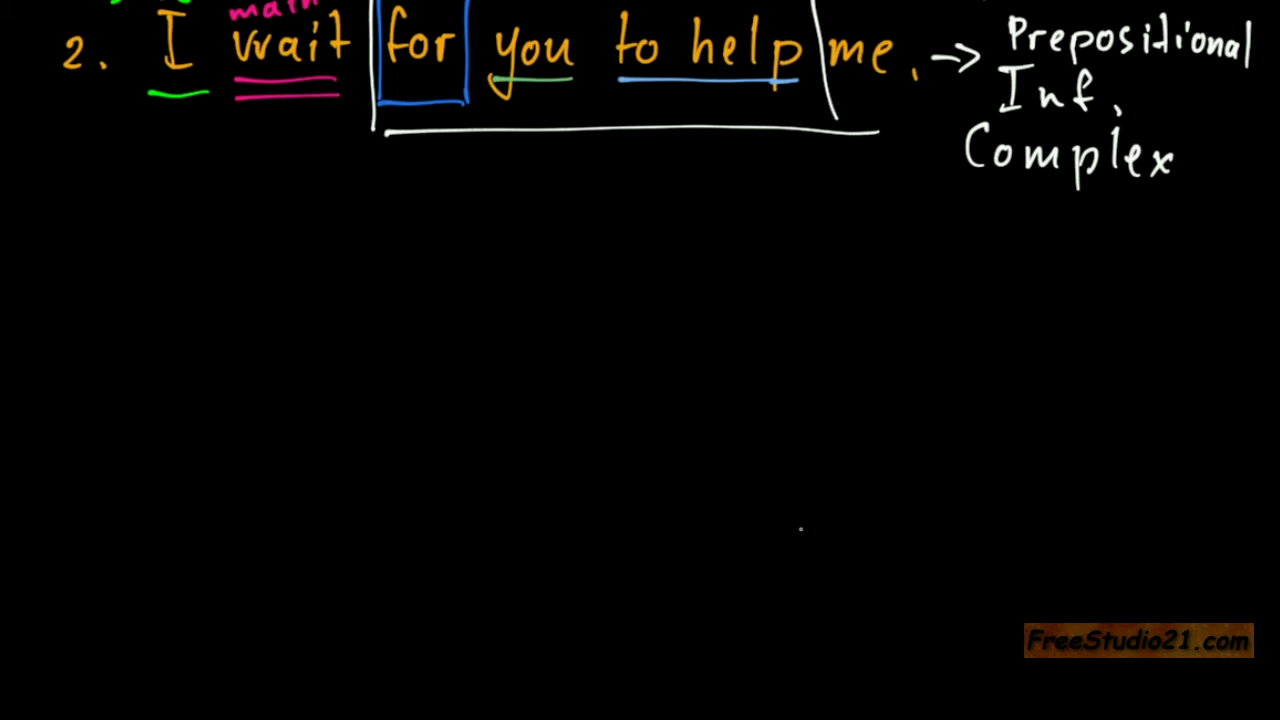 main
2. I wait for you to help me. → Prepositional
Inf.
Complex
FreeStudio21.com